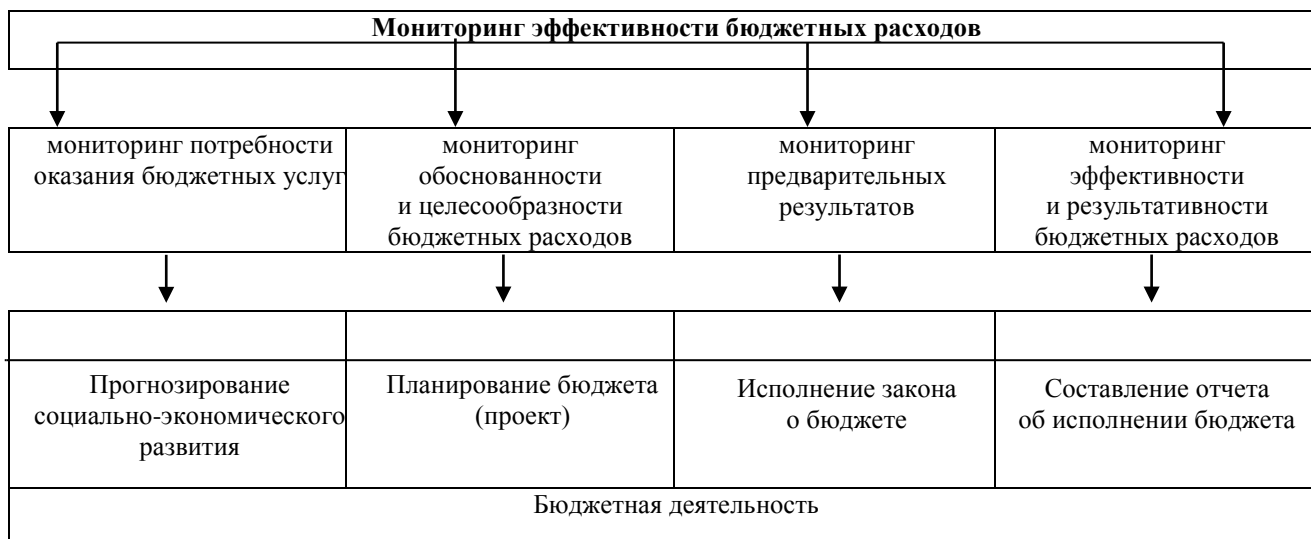 Мониторинг эффективности бюджетных расходов
мониторинг потребности
оказания бюджетных услуг
мониторинг
обоснованности
и целесообразности
бюджетных расходов
мониторинг
предварительных
результатов
мониторинг
эффективности
и результативности
бюджетных расходов
Прогнозирование
социально-экономического
развития
Планирование бюджета
(проект)
Исполнение закона
о бюджете
Составление отчета
об исполнении бюджета
Бюджетная деятельность